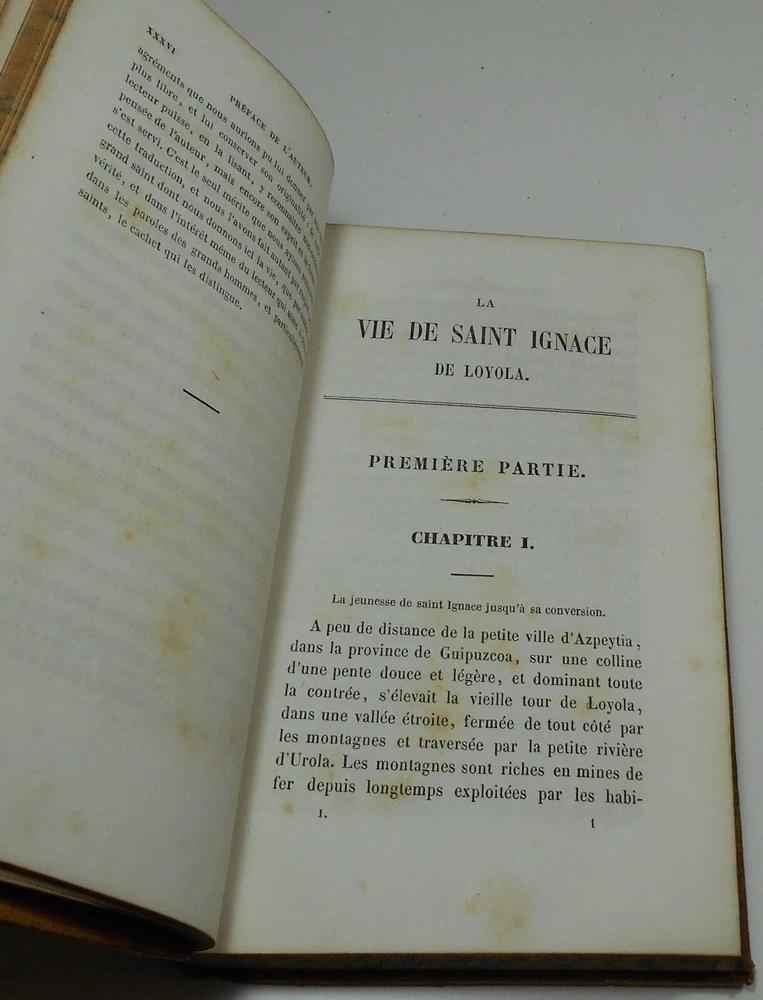 XXXVI
PRÉFACE DE L'AUTEUR.
agréments que nous aurions pu lui donner par
plus libre, et lui conserver son originalité
lecteur puisse, en la lisant, y reconnaître
pensée de l'auteur, mais encore son esprit et
s'est servi. C'est le seul mérite que nous ayions
cette traduction, et nous l'avons fait autant par
grand saint dont nous donnons ici la vie, que par
vérité, et dans l'intérêt même du lecteur qui aime à
dans les paroles des grands hommes, et
saints, le cachet qui les distingue.
LA
VIE DE SAINT IGNACE
DE LOYOLA.
PREMIÈRE PARTIE.
CHAPITRE I.
La jeunesse de saint Ignace jusqu'à sa conversion.
A peu de distance de la petite ville d'Azpeytia,
dans la province de Guipuzcoa, sur une colline
d'une pente douce et légère, et dominant toute
la contrée, s'élevait la vieille tour de Loyola,
dans une vallée étroite, fermée de tout côté par
les montagnes et traversée par la petite rivière
d'Urola. Les montagnes sont riches en mines de
fer depuis longtemps exploitées par les habi-
I. 1